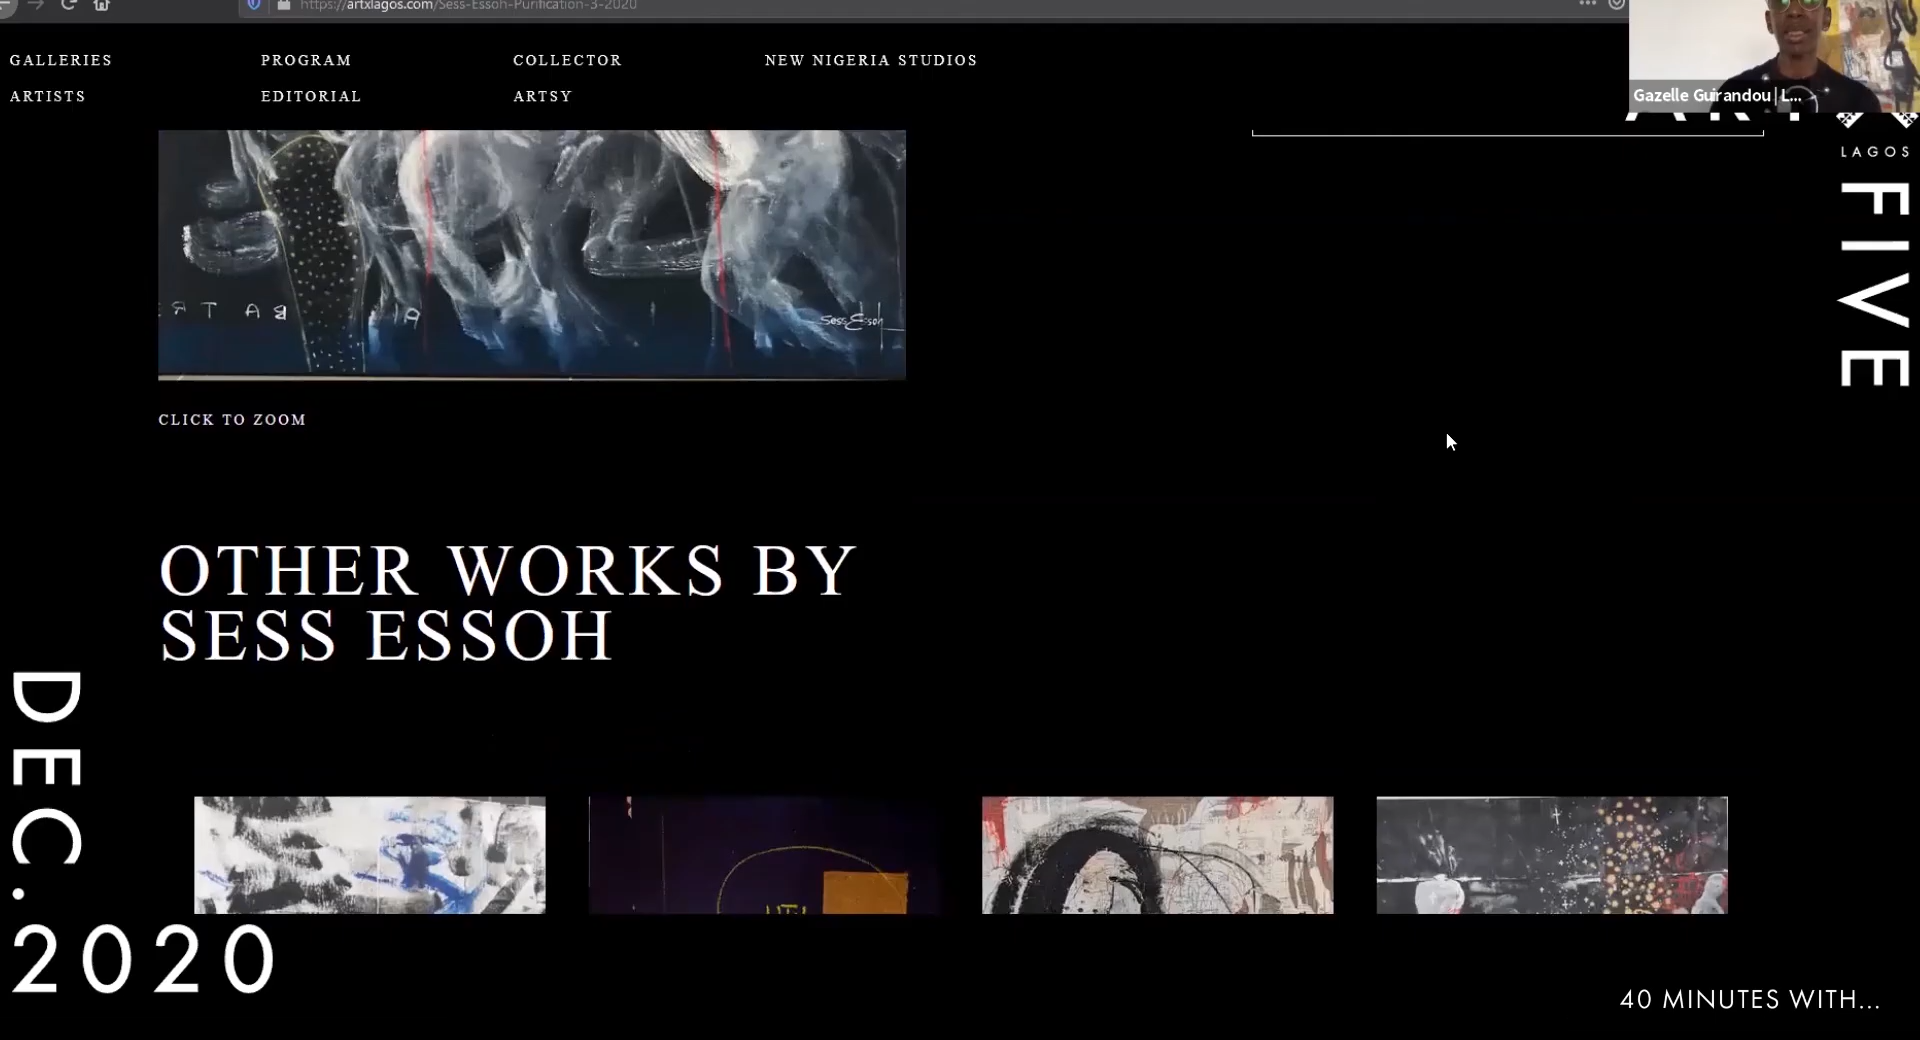 https://artxlagos.com/Sess-Essoh-Purification-3-2020
GALLERIES
PROGRAM
COLLECTOR
NEW NIGERIA STUDIOS
ARTISTS
EDITORIAL
ARTSY
Gazelle Guirandou | L...
LAGOS
FIVE
SessEssoh
CLICK TO ZOOM
OTHER WORKS BY
SESS ESSOH
DEC.
2020
40 MINUTES WITH...